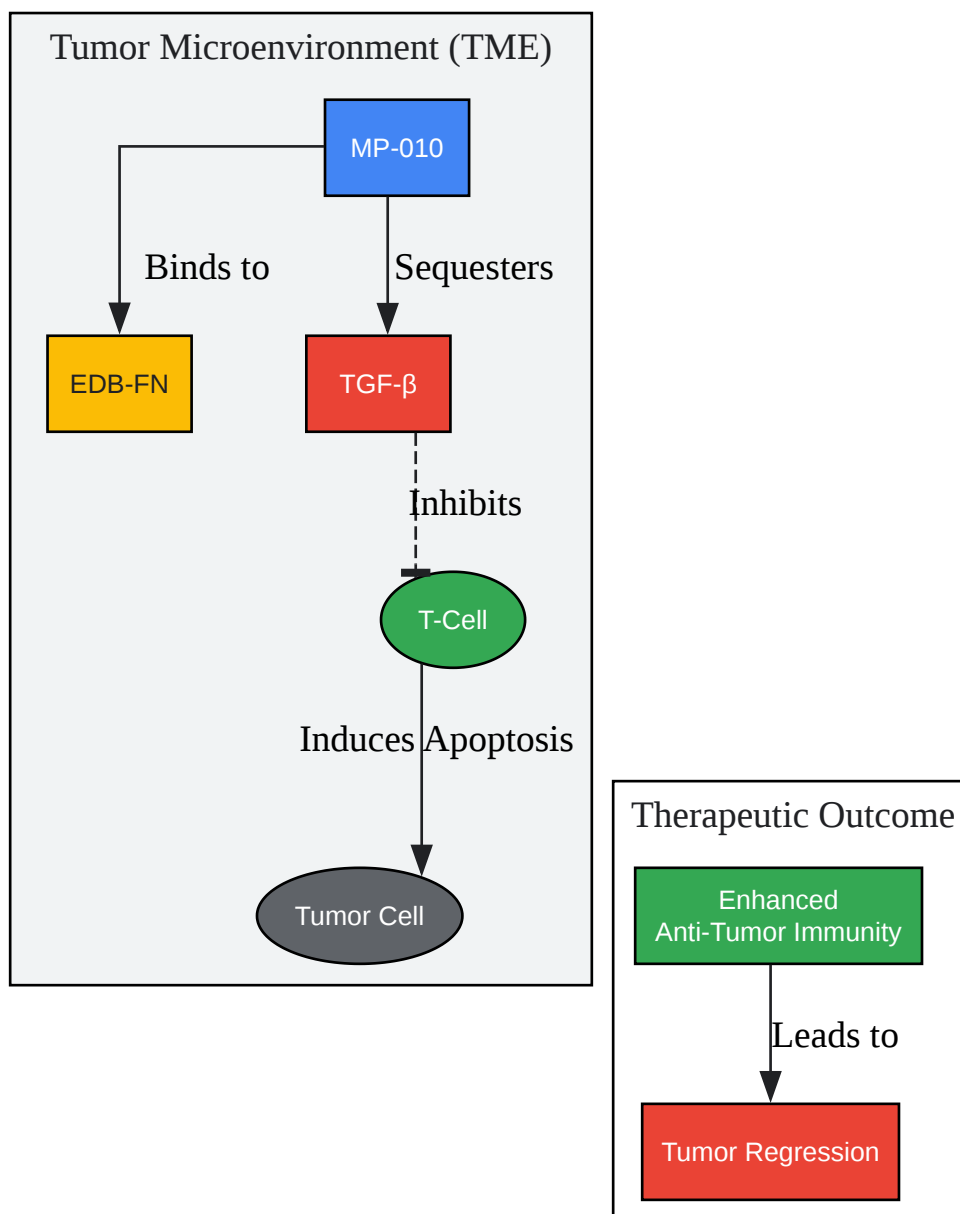 Tumor Microenvironment (TME)
MP-010
Binds to
Sequesters
EDB-FN
TGF-β
Inhibits
T-Cell
Induces Apoptosis
Tumor Cell
Therapeutic Outcome
Enhanced
Anti-Tumor Immunity
Leads to
Tumor Regression